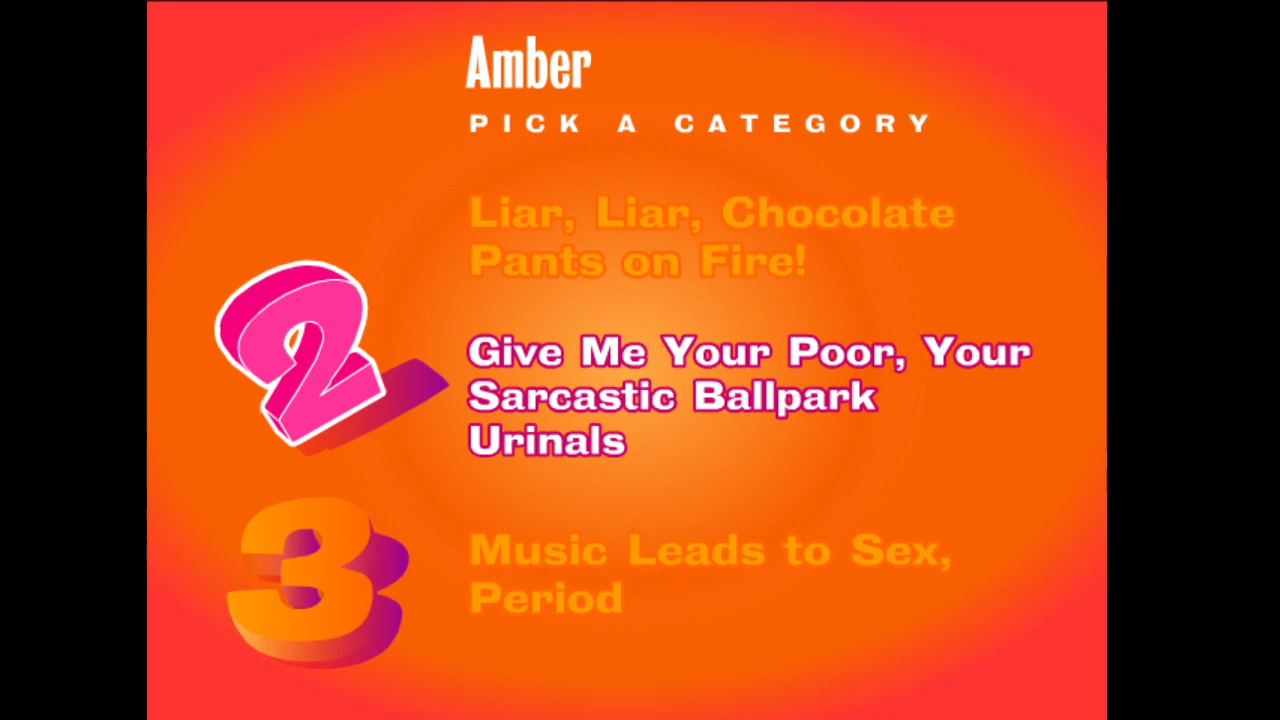 Amber
PICK A CATEGORY
Liar, Liar, Chocolate
Pants on Fire!
2
Give Me Your Poor, Your
Sarcastic Ballpark
Urinals
3
Music Leads to Sex,
Period